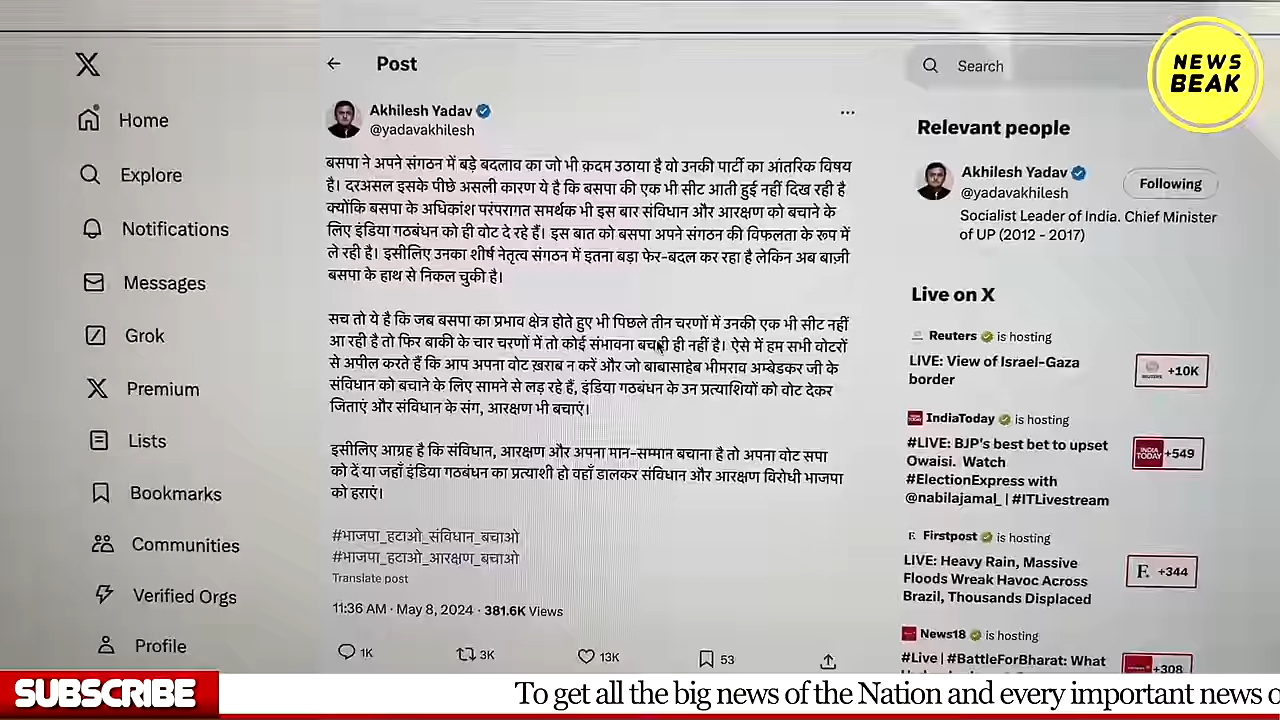 Post
Search
NEWS
BEAK
Home
Explore
Notifications
Messages
Grok
Premium
Lists
Bookmarks
Communities
Verified Orgs
Profile
Akhilesh Yadav
@yadavakhilesh
बसपा ने अपने संगठन में बड़े बदलाव का जो भी क़दम उठाया है वो उनकी पार्टी का आंतरिक विषय
है। दरअसल इसके पीछे असली कारण ये है कि बसपा की एक भी सीट आती हुई नहीं दिख रही है
क्योंकि बसपा के अधिकांश परंपरागत समर्थक भी इस बार संविधान और आरक्षण को बचाने के
लिए इंडिया गठबंधन को ही वोट दे रहे हैं। इस बात को बसपा अपने संगठन की विफलता के रूप में
ले रही है। इसीलिए उनका शीर्ष नेतृत्व संगठन में इतना बड़ा फेर-बदल कर रहा है लेकिन अब बाज़ी
बसपा के हाथ से निकल चुकी है।
सच तो ये है कि जब बसपा का प्रभाव क्षेत्र होते हुए भी पिछले तीन चरणों में उनकी एक भी सीट नहीं
आ रही है तो फिर बाकी के चार चरणों में तो कोई संभावना बचती ही नहीं है। ऐसे में हम सभी वोटरों
से अपील करते हैं कि आप अपना वोट ख़राब न करें और जो बाबासाहेब भीमराव अम्बेडकर जी के
संविधान को बचाने के लिए सामने से लड़ रहे हैं, इंडिया गठबंधन के उन प्रत्याशियों को वोट देकर
जिताएं और संविधान के संग, आरक्षण भी बचाएं।
इसीलिए आग्रह है कि संविधान, आरक्षण और अपना मान-सम्मान बचाना है तो अपना वोट सपा
को दें या जहाँ इंडिया गठबंधन का प्रत्याशी हो वहाँ डालकर संविधान और आरक्षण विरोधी भाजपा
को हराएं।
#भाजपा_हटाओ_संविधान_बचाओ
#भाजपा_हटाओ_आरक्षण_बचाओ
Translate post
11:36 AM · May 8, 2024 · 381.6K Views
1K 3K 13K 53
Relevant people
Akhilesh Yadav
@yadavakhilesh
Following
Socialist Leader of India. Chief Minister
of UP (2012 - 2017)
Live on X
Reuters is hosting
LIVE: View of Israel-Gaza
border
REUTERS +10K
IndiaToday is hosting
#LIVE: BJP's best bet to upset
Owaisi. Watch
#ElectionExpress with
@nabilajamal_ | #ITLivestream
INDIA TODAY +549
Firstpost is hosting
LIVE: Heavy Rain, Massive
Floods Wreak Havoc Across
Brazil, Thousands Displaced
F. +344
News18 is hosting
#Live | #BattleForBharat: What
+308
SUBSCRIBE
To get all the big news of the Nation and every important news